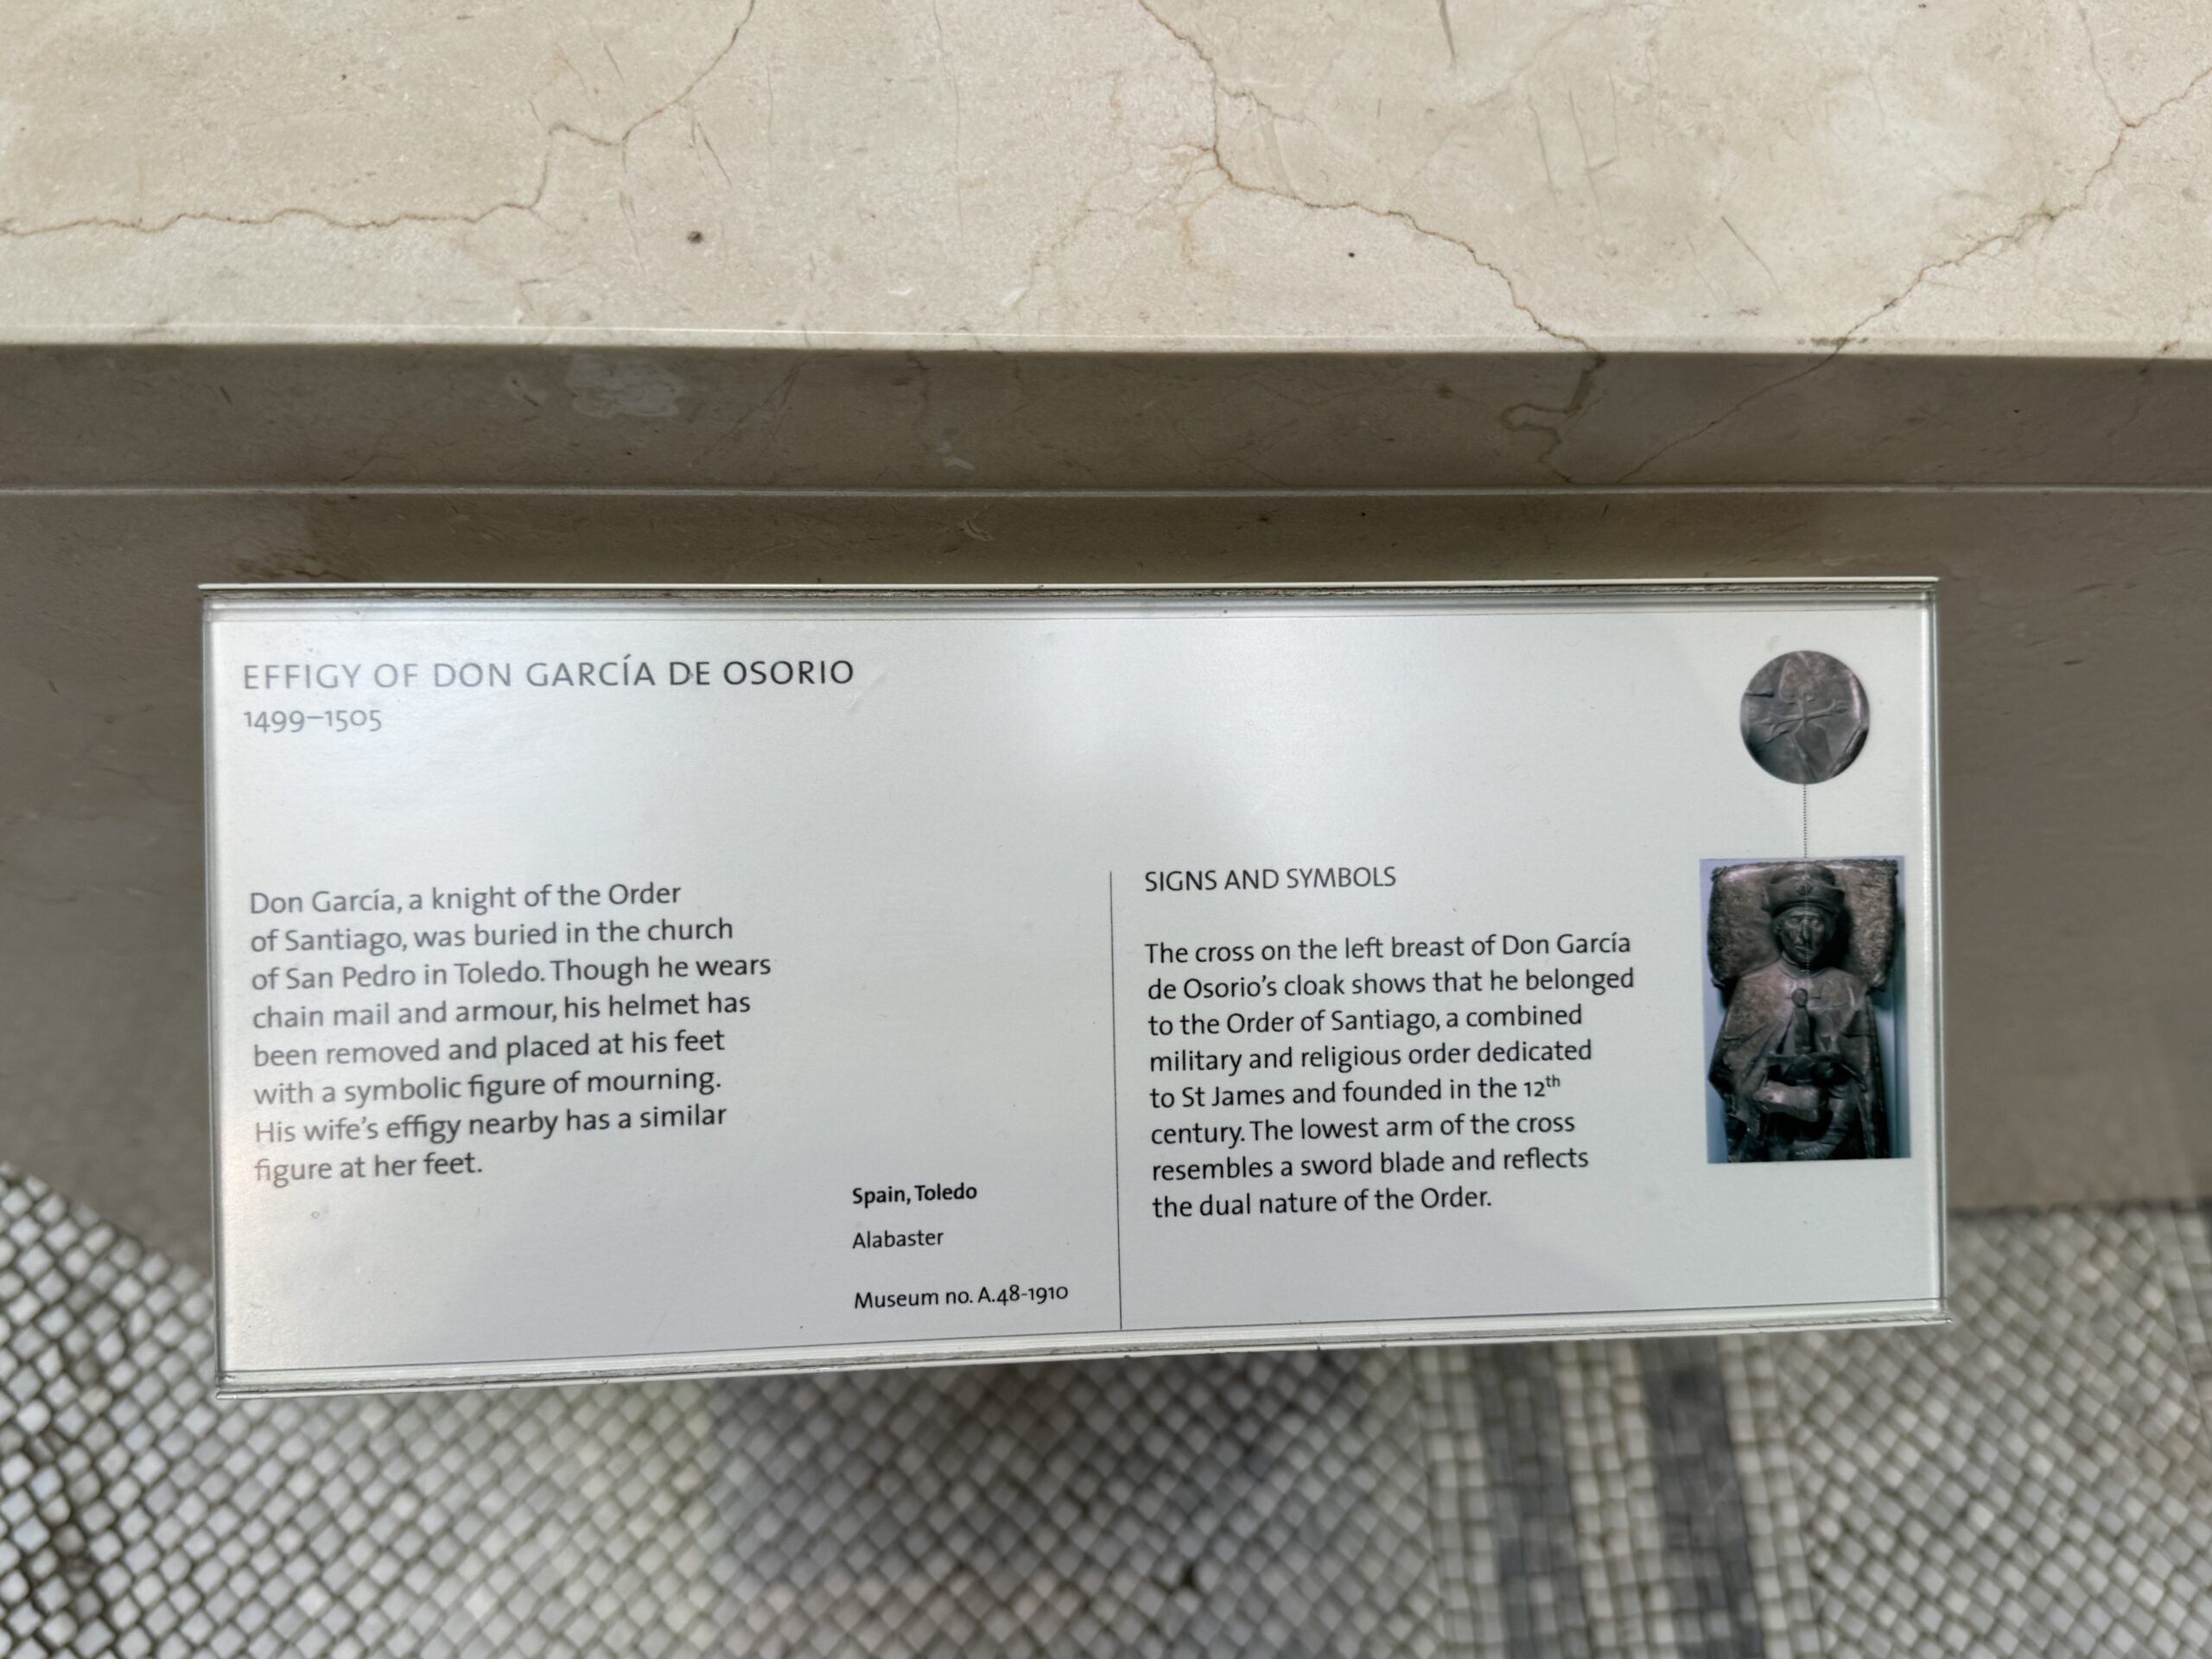 EFFIGY OF DON GARCÍA DE OSORIO
1499–1505
Don García, a knight of the Order
of Santiago, was buried in the church
of San Pedro in Toledo. Though he wears
chain mail and armour, his helmet has
been removed and placed at his feet
with a symbolic figure of mourning.
His wife’s effigy nearby has a similar
figure at her feet.
Spain, Toledo
Alabaster
Museum no. A.48-1910
SIGNS AND SYMBOLS
The cross on the left breast of Don García
de Osorio’s cloak shows that he belonged
to the Order of Santiago, a combined
military and religious order dedicated
to St James and founded in the 12th
century. The lowest arm of the cross
resembles a sword blade and reflects
the dual nature of the Order.